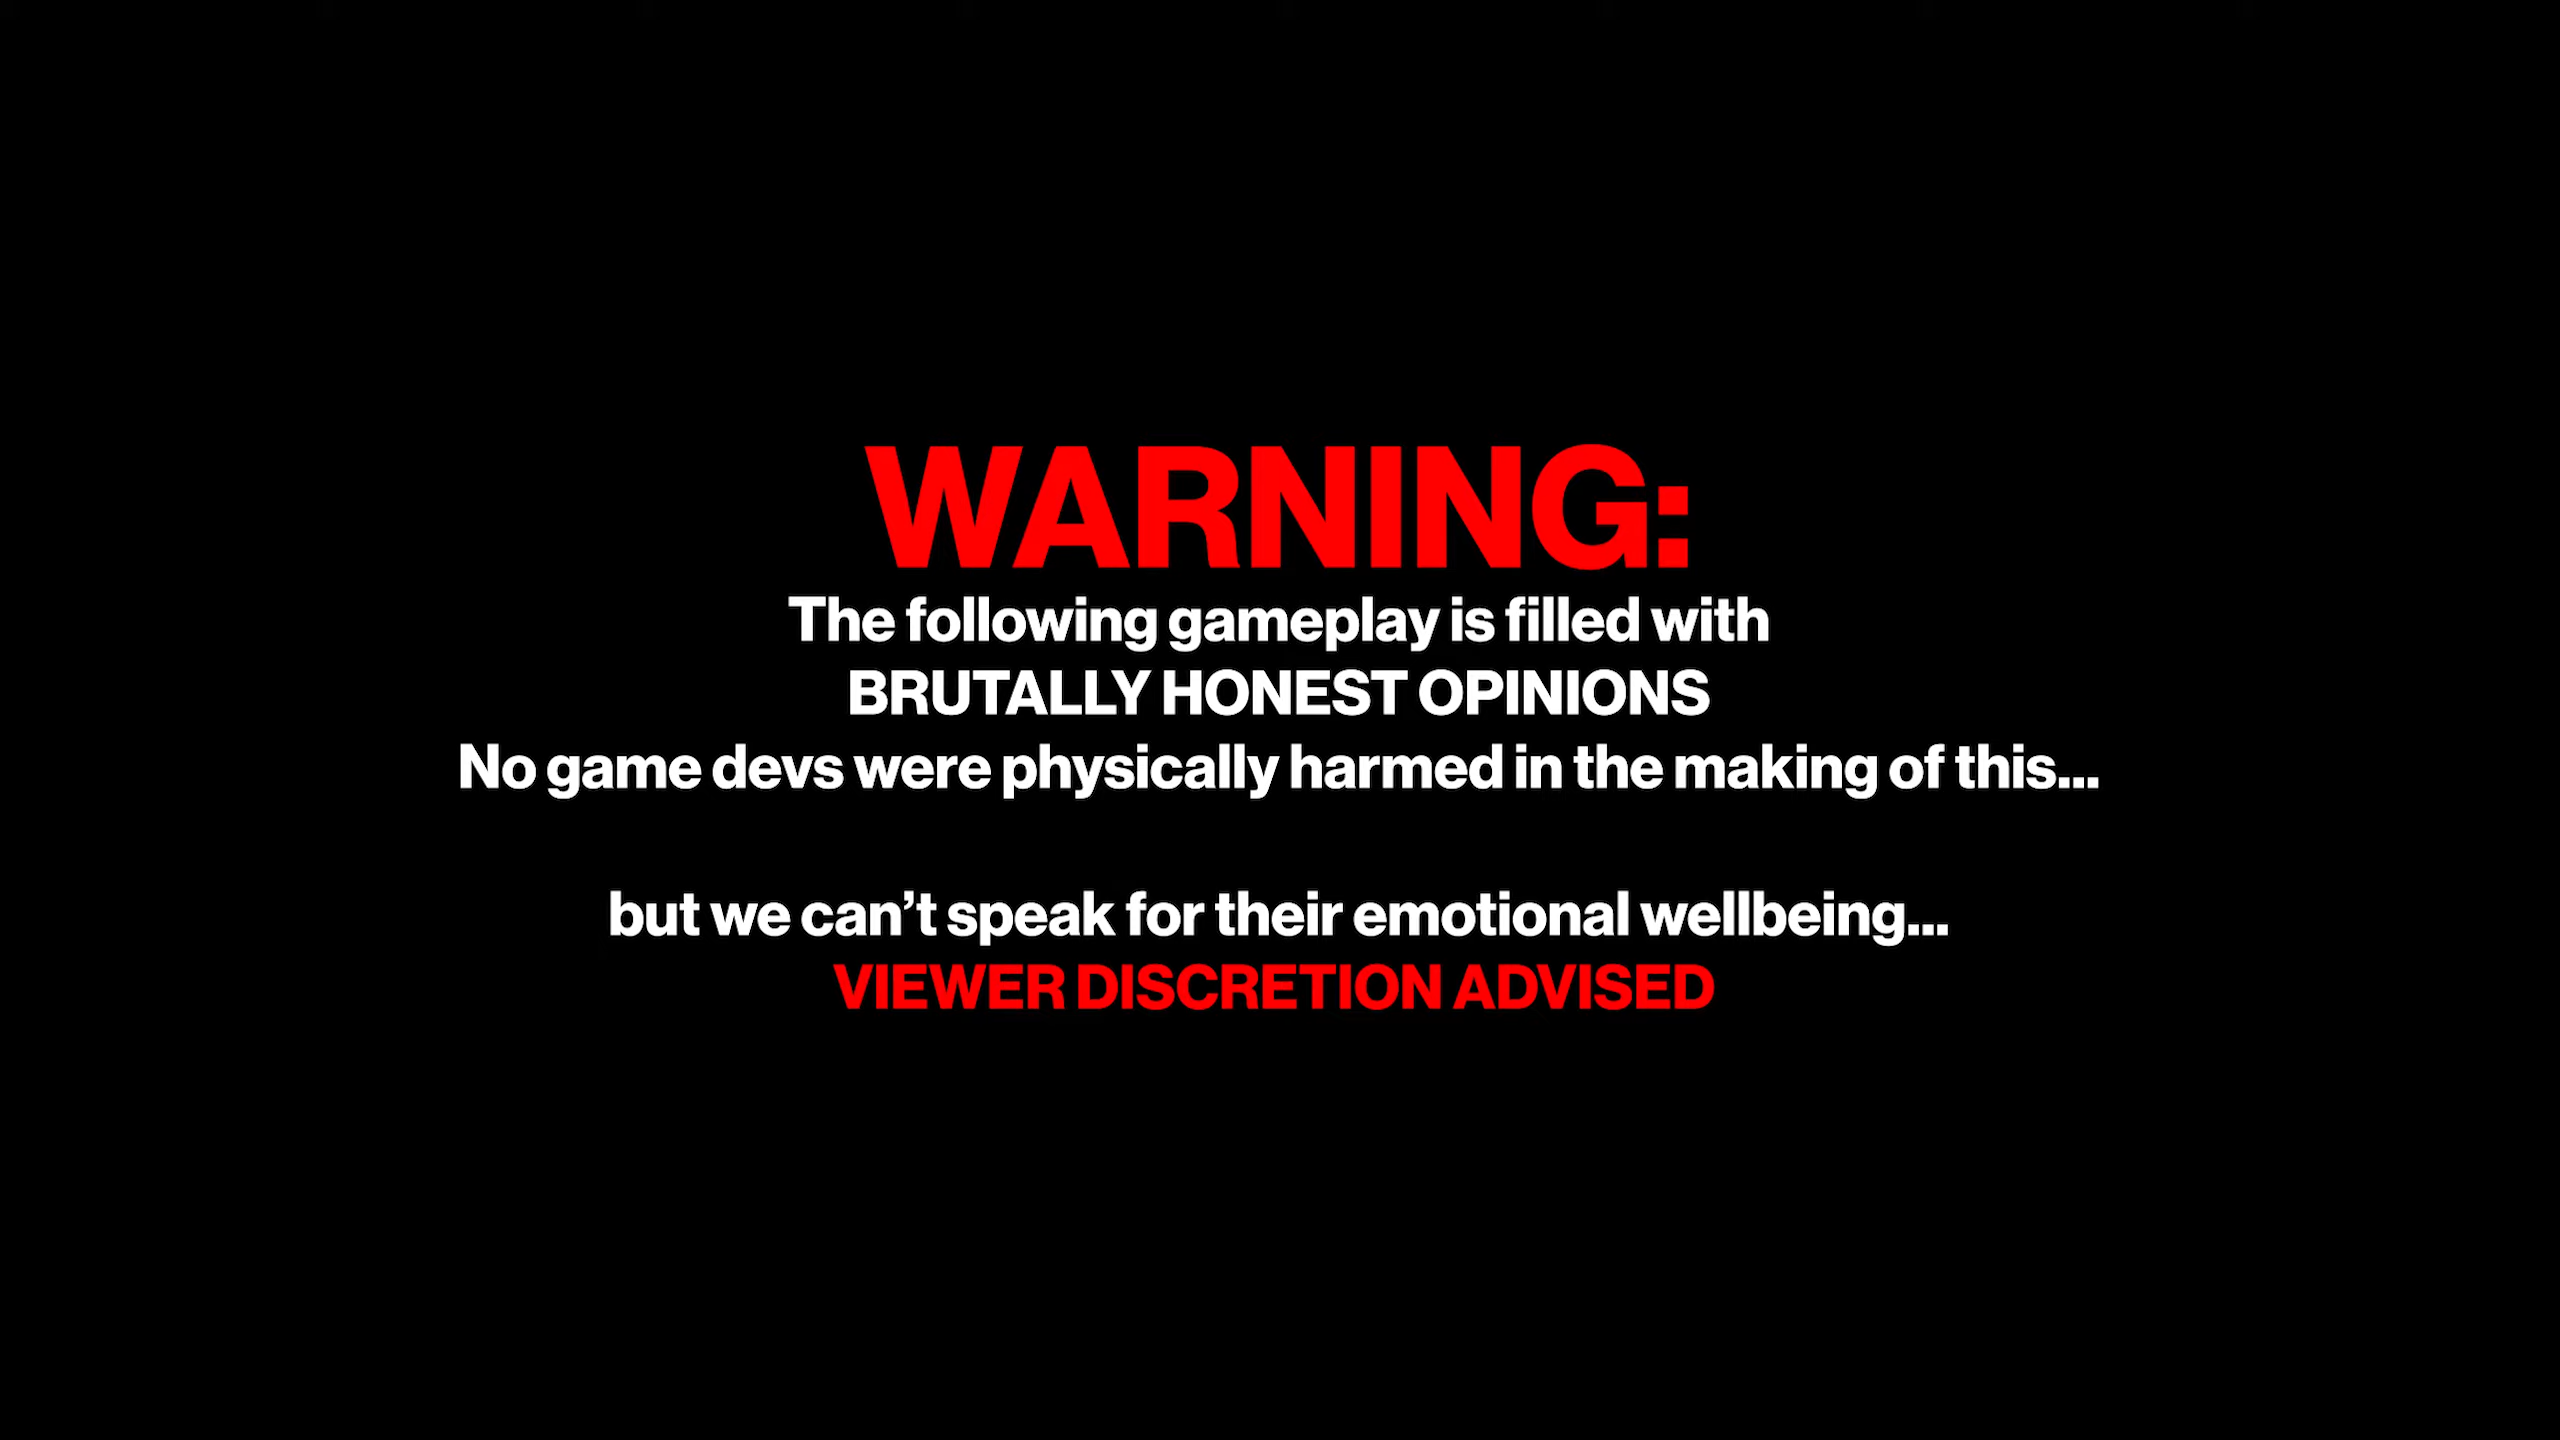 WARNING:
The following gameplay is filled with
BRUTALLY HONEST OPINIONS
No game devs were physically harmed in the making of this...
but we can’t speak for their emotional wellbeing...
VIEWER DISCRETION ADVISED